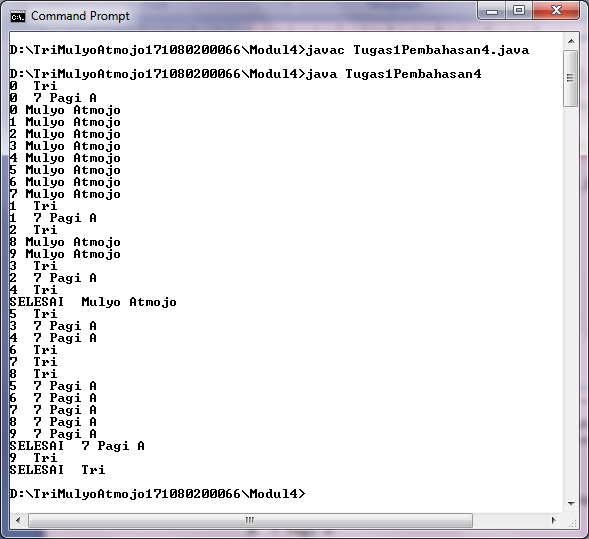 Command Prompt
D:\TriMulyoAtmojo171080200066\Modul4>javac Tugas1Pembahasan4.java
D:\TriMulyoAtmojo171080200066\Modul4>java Tugas1Pembahasan4
0  Tri
0  7 Pagi A
0 Mulyo Atmojo
1 Mulyo Atmojo
2 Mulyo Atmojo
3 Mulyo Atmojo
4 Mulyo Atmojo
5 Mulyo Atmojo
6 Mulyo Atmojo
7 Mulyo Atmojo
1  Tri
1  7 Pagi A
2  Tri
8 Mulyo Atmojo
9 Mulyo Atmojo
3  Tri
2  7 Pagi A
4  Tri
SELESAI  Mulyo Atmojo
5  Tri
3  7 Pagi A
4  7 Pagi A
6  Tri
7  Tri
8  Tri
5  7 Pagi A
6  7 Pagi A
7  7 Pagi A
8  7 Pagi A
9  7 Pagi A
SELESAI  7 Pagi A
9  Tri
SELESAI  Tri
D:\TriMulyoAtmojo171080200066\Modul4>